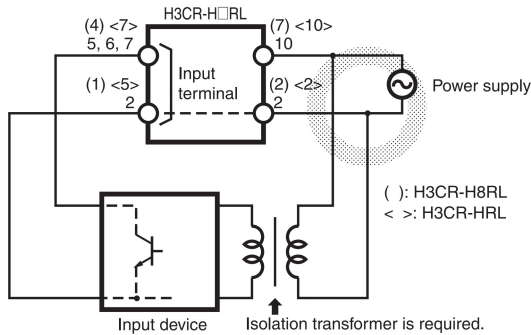 H3CR-H□RL
(4) <7>
5, 6, 7
(7) <10>
10
Input
terminal
(1) <5>
2
(2) <2>
2
Power supply
( ): H3CR-H8RL
< >: H3CR-HRL
Input device
Isolation transformer is required.